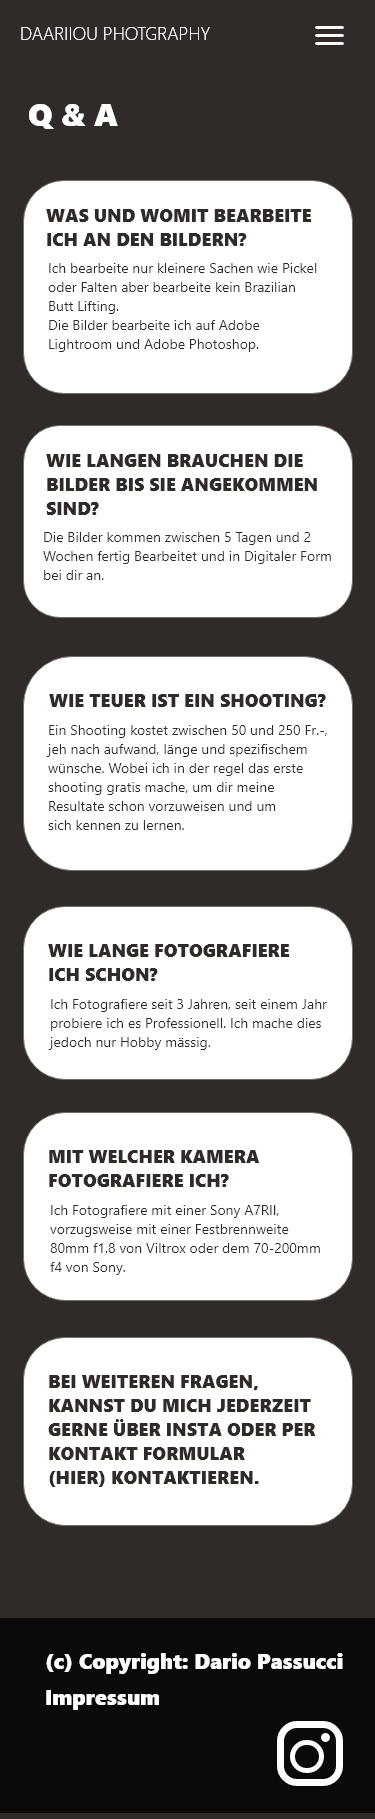 DAARIIOU PHOTGRAPHY
Q & A
WAS UND WOMIT BEARBEITE
ICH AN DEN BILDERN?
Ich bearbeite nur kleinere Sachen wie Pickel
oder Falten aber bearbeite kein Brazilian
Butt Lifting.
Die Bilder bearbeite ich auf Adobe
Lightroom und Adobe Photoshop.
WIE LANGEN BRAUCHEN DIE
BILDER BIS SIE ANGEKOMMEN
SIND?
Die Bilder kommen zwischen 5 Tagen und 2
Wochen fertig Bearbeitet und in Digitaler Form
bei dir an.
WIE TEUER IST EIN SHOOTING?
Ein Shooting kostet zwischen 50 und 250 Fr.-,
jeh nach aufwand, länge und spezifischem
wünsche. Wobei ich in der regel das erste
shooting gratis mache, um dir meine
Resultate schon vorzuweisen und um
sich kennen zu lernen.
WIE LANGE FOTOGRAFIERE
ICH SCHON?
Ich Fotografiere seit 3 Jahren, seit einem Jahr
probiere ich es Professionell. Ich mache dies
jedoch nur Hobby mässig.
MIT WELCHER KAMERA
FOTOGRAFIERE ICH?
Ich Fotografiere mit einer Sony A7RII,
vorzugsweise mit einer Festbrennweite
80mm f1.8 von Viltrox oder dem 70-200mm
f4 von Sony.
BEI WEITEREN FRAGEN,
KANNST DU MICH JEDERZEIT
GERNE ÜBER INSTA ODER PER
KONTAKT FORMULAR
(HIER) KONTAKTIEREN.
(c) Copyright: Dario Passucci
Impressum